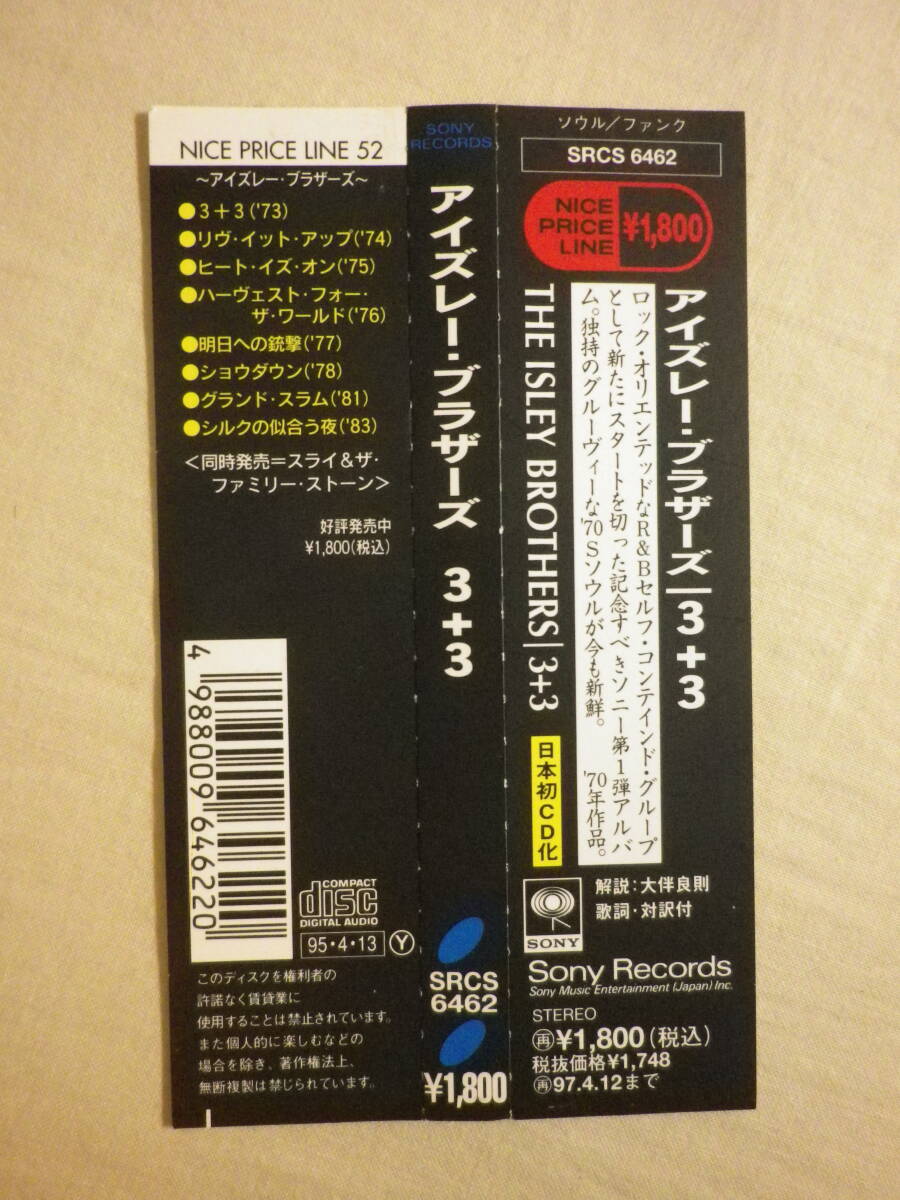 NICE PRICE LINE 52
～アイズレー・ブラザーズ～
●3+3('73)
●リヴ・イット・アップ('74)
●ヒート・イズ・オン('75)
●ハーヴェスト・フォー・
ザ・ワールド('76)
●明日への銃撃('77)
●ショウダウン('78)
●グランド・スラム('81)
●シルクの似合う夜('83)
<同時発売=スライ&ザ・
ファミリー・ストーン>
好評発売中
¥1,800(税込)
4 988009 646220
COMPACT
disc
DIGITAL AUDIO
95・4・13 Y
このディスクを権利者の
許諾なく賃貸業に
使用することは禁止されています。
また個人的に楽しむなどの
場合を除き、著作権法上、
無断複製は禁じられています。
SONY
RECORDS
アイズレー・ブラザーズ 3+3
SRCS
6462
¥1,800
ソウル/ファンク
SRCS 6462
NICE
PRICE
LINE
¥1,800
アイズレー・ブラザーズ|3+3
ロック・オリエンテッドなR&Bセルフ・コンテインド・グループ
として新たにスタートを切った記念すべきソニー第1弾アルバ
ム。独持のグルーヴィーな'70Sソウルが今も新鮮。 '70年作品。
THE ISLEY BROTHERS|3+3
日本初CD化
解説:大伴良則
歌詞・対訳付
SONY
Sony Records
Sony Music Entertainment (Japan) Inc.
STEREO
再¥1,800(税込)
税抜価格¥1,748
再97.4.12まで